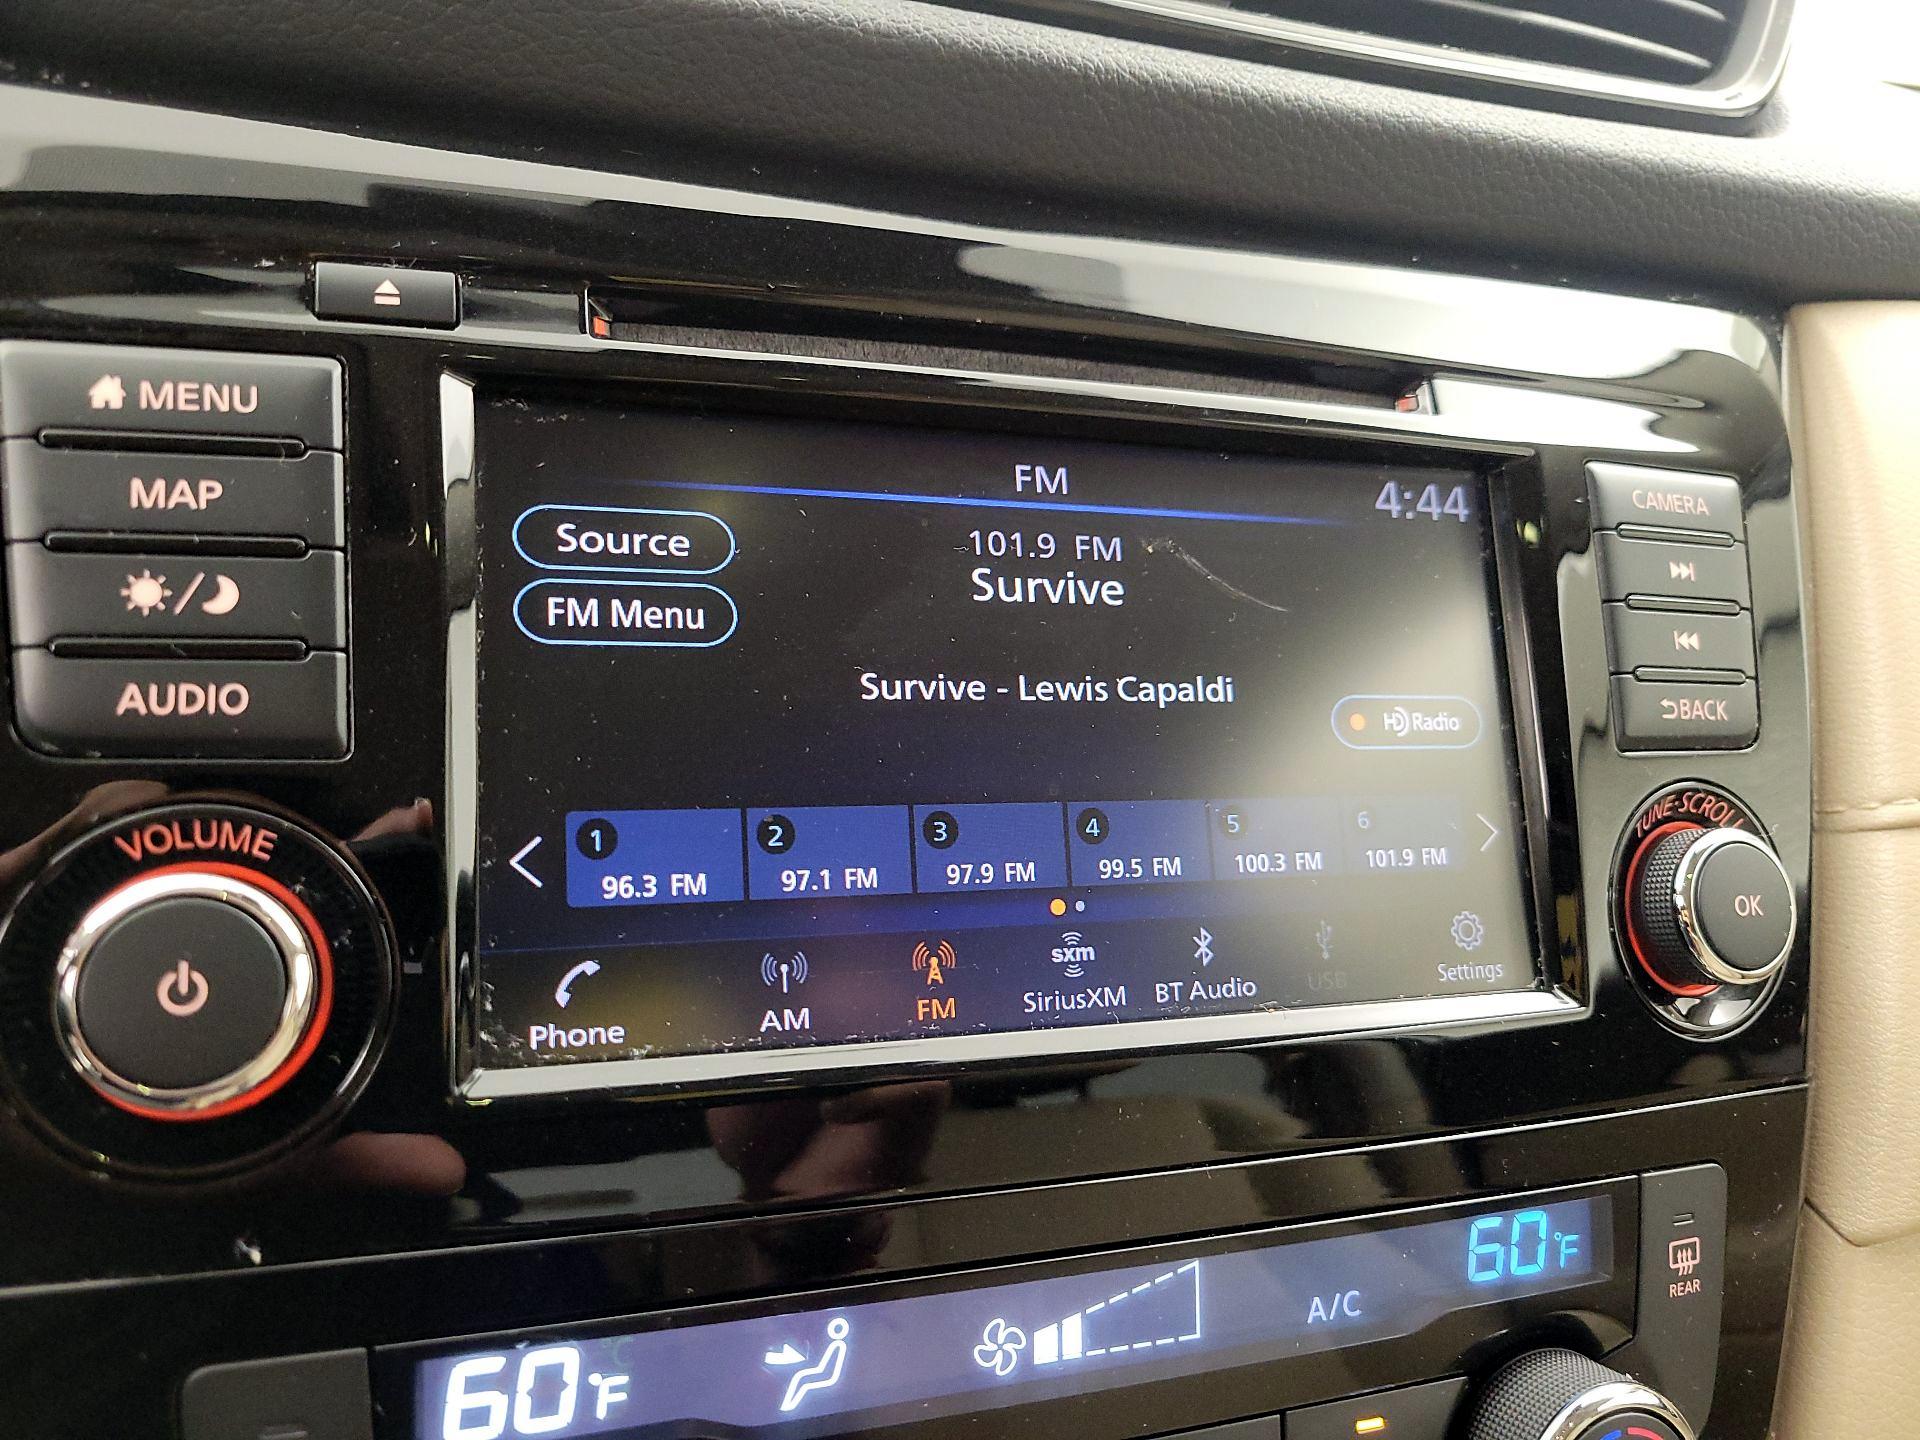 MENU
MAP
AUDIO
VOLUME
FM
4:44
Source
FM Menu
101.9 FM
Survive
Survive - Lewis Capaldi
HD Radio
1
96.3 FM
2
97.1 FM
3
97.9 FM
4
99.5 FM
5
100.3 FM
6
101.9 FM
Phone
AM
FM
sxm
SiriusXM
BT Audio
USB
Settings
CAMERA
BACK
TUNE·SCROLL
OK
60°F
A/C
60°F
REAR